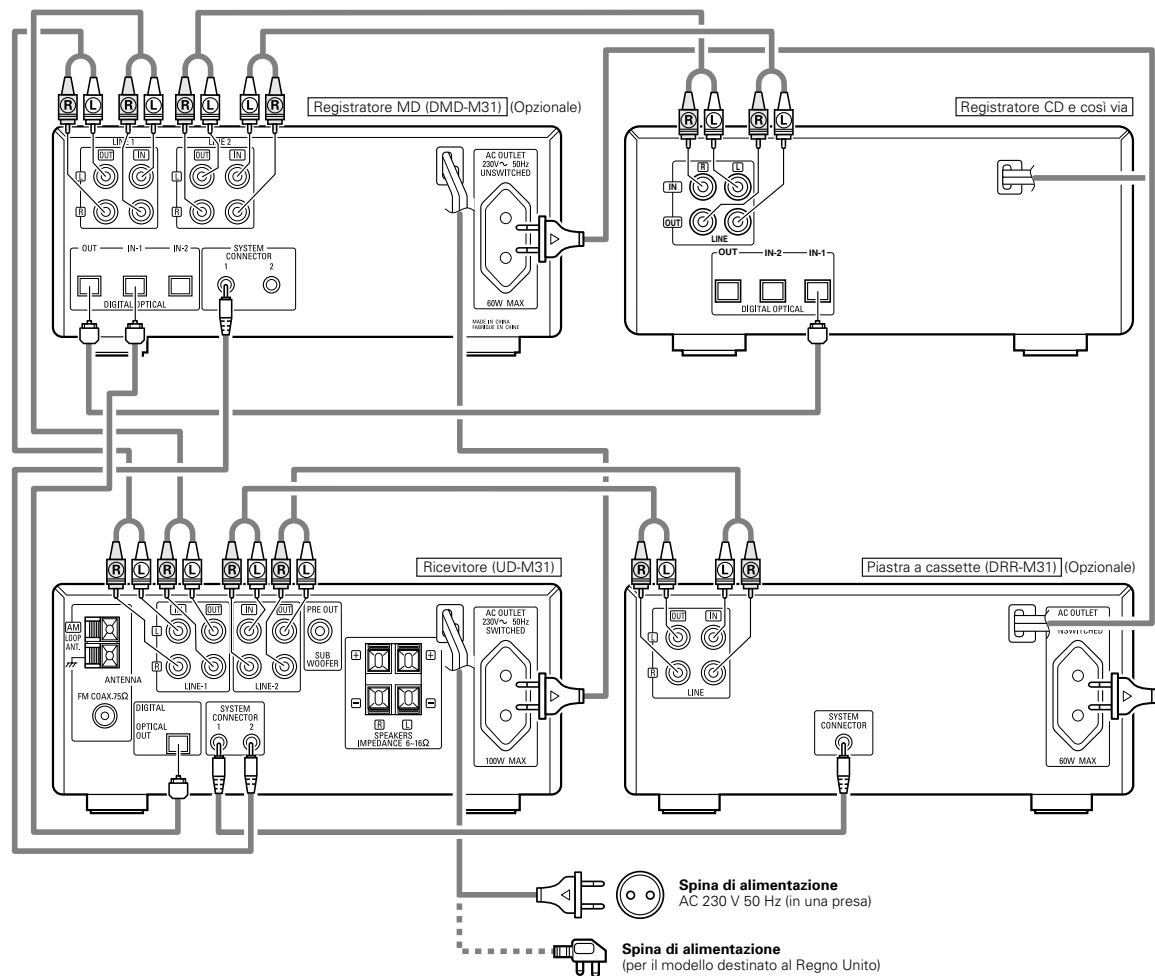 R L R L R L L R
R L R L
Registratore MD (DMD-M31) (Opzionale)
LINE 1 LINE 2
OUT IN OUT IN
L L
R R
OUT IN-1 IN-2
DIGITAL OPTICAL
SYSTEM
CONNECTOR
1 2
AC OUTLET
230V～ 50Hz
UNSWITCHED
60W MAX
MADE IN CHINA
FABRIQUE EN CHINE
Registratore CD e così via
R L
IN
OUT
LINE
OUT IN-2 IN-1
DIGITAL OPTICAL
R L R L R L R L
Ricevitore (UD-M31)
AM
LOOP
ANT.
ANTENNA
FM COAX.75Ω
IN OUT IN OUT
L
R
LINE-1 LINE-2
PRE OUT
SUB
WOOFER
DIGITAL
OPTICAL
OUT
SYSTEM
CONNECTOR
1 2
+ +
− −
R L
SPEAKERS
IMPEDANCE 6~16Ω
AC OUTLET
230V～ 50Hz
SWITCHED
100W MAX
R L L R
Piastra a cassette (DRR-M31) (Opzionale)
OUT IN
L
R
LINE
SYSTEM
CONNECTOR
AC OUTLET
NSWITCHED
60W MAX
Spina di alimentazione
AC 230 V 50 Hz (in una presa)
Spina di alimentazione
(per il modello destinato al Regno Unito)